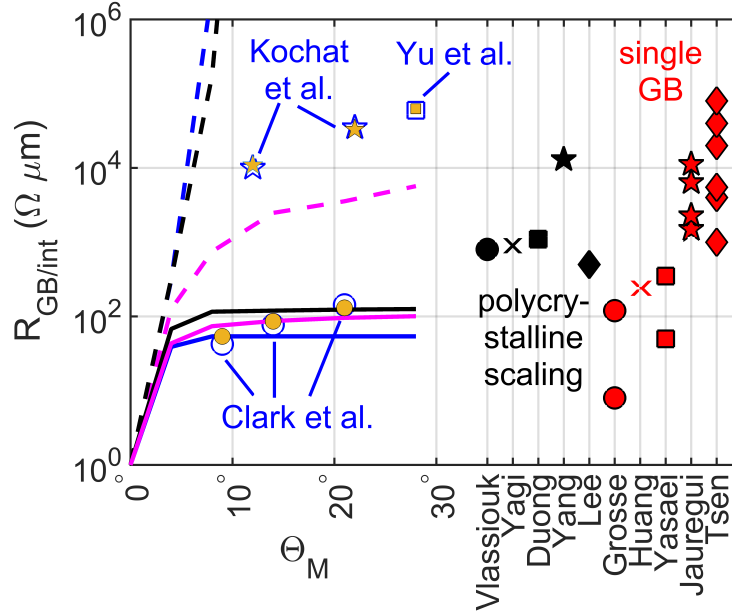 10^6
10^4
10^2
10^0
R_GB/int (Ω μm)
Kochat
et al.
Yu et al.
single
GB
polycry-
stalline
scaling
Clark et al.
0°
10°
20°
30°
Θ_M
Vlassiouk
Yagi
Duong
Yang
Lee
Grosse
Huang
Yasaei
Jauregui
Tsen